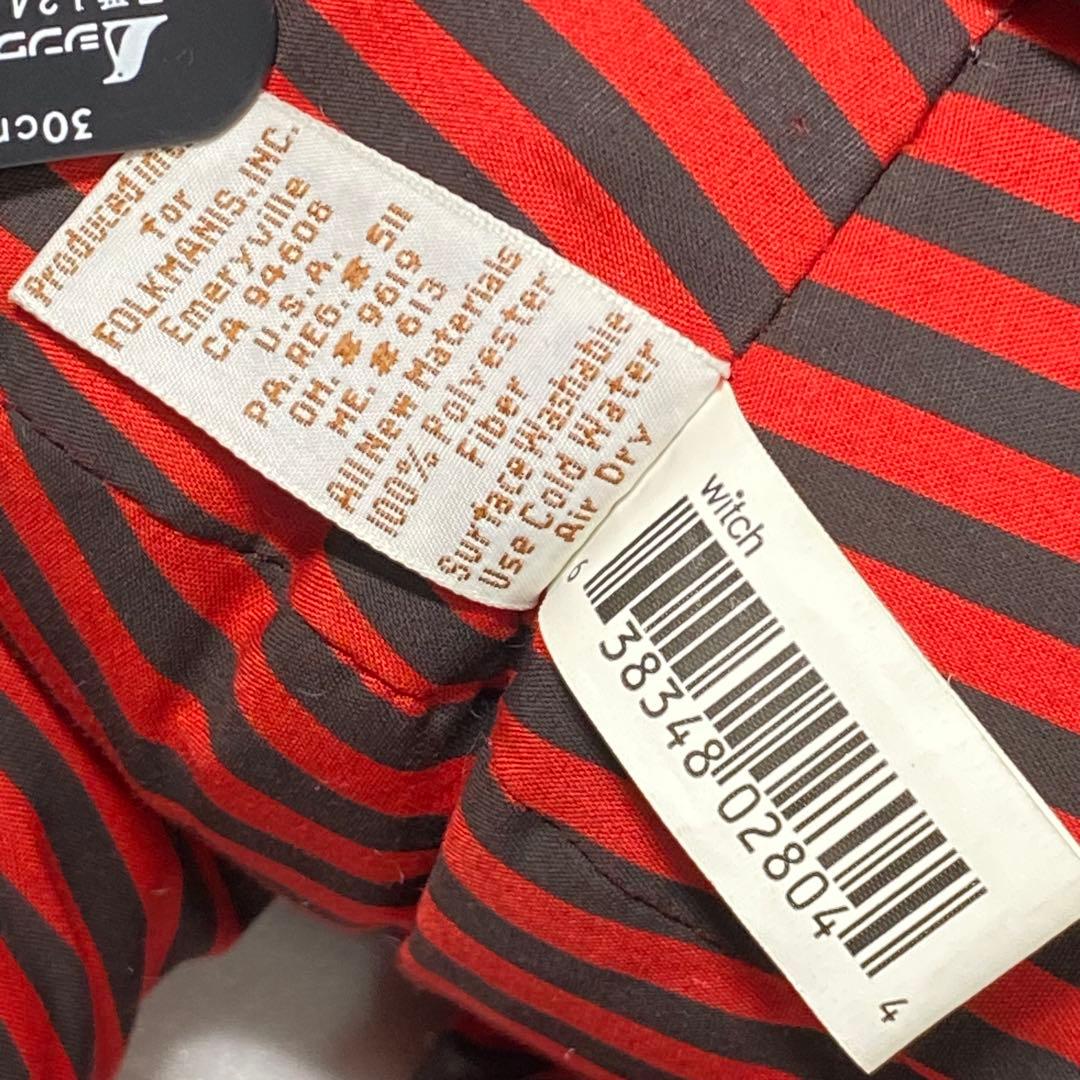 30cm
Produced in
for
FOLKMANIS, INC.
Emeryville
CA 94608
U.S.A.
PA. REG. # 511
OH. # 9619
ME. # 613
All New Materials
100% Polyester
Fiber
Surface Washable
Use Cold Water
Air Dry
witch
6 38348 02804 4